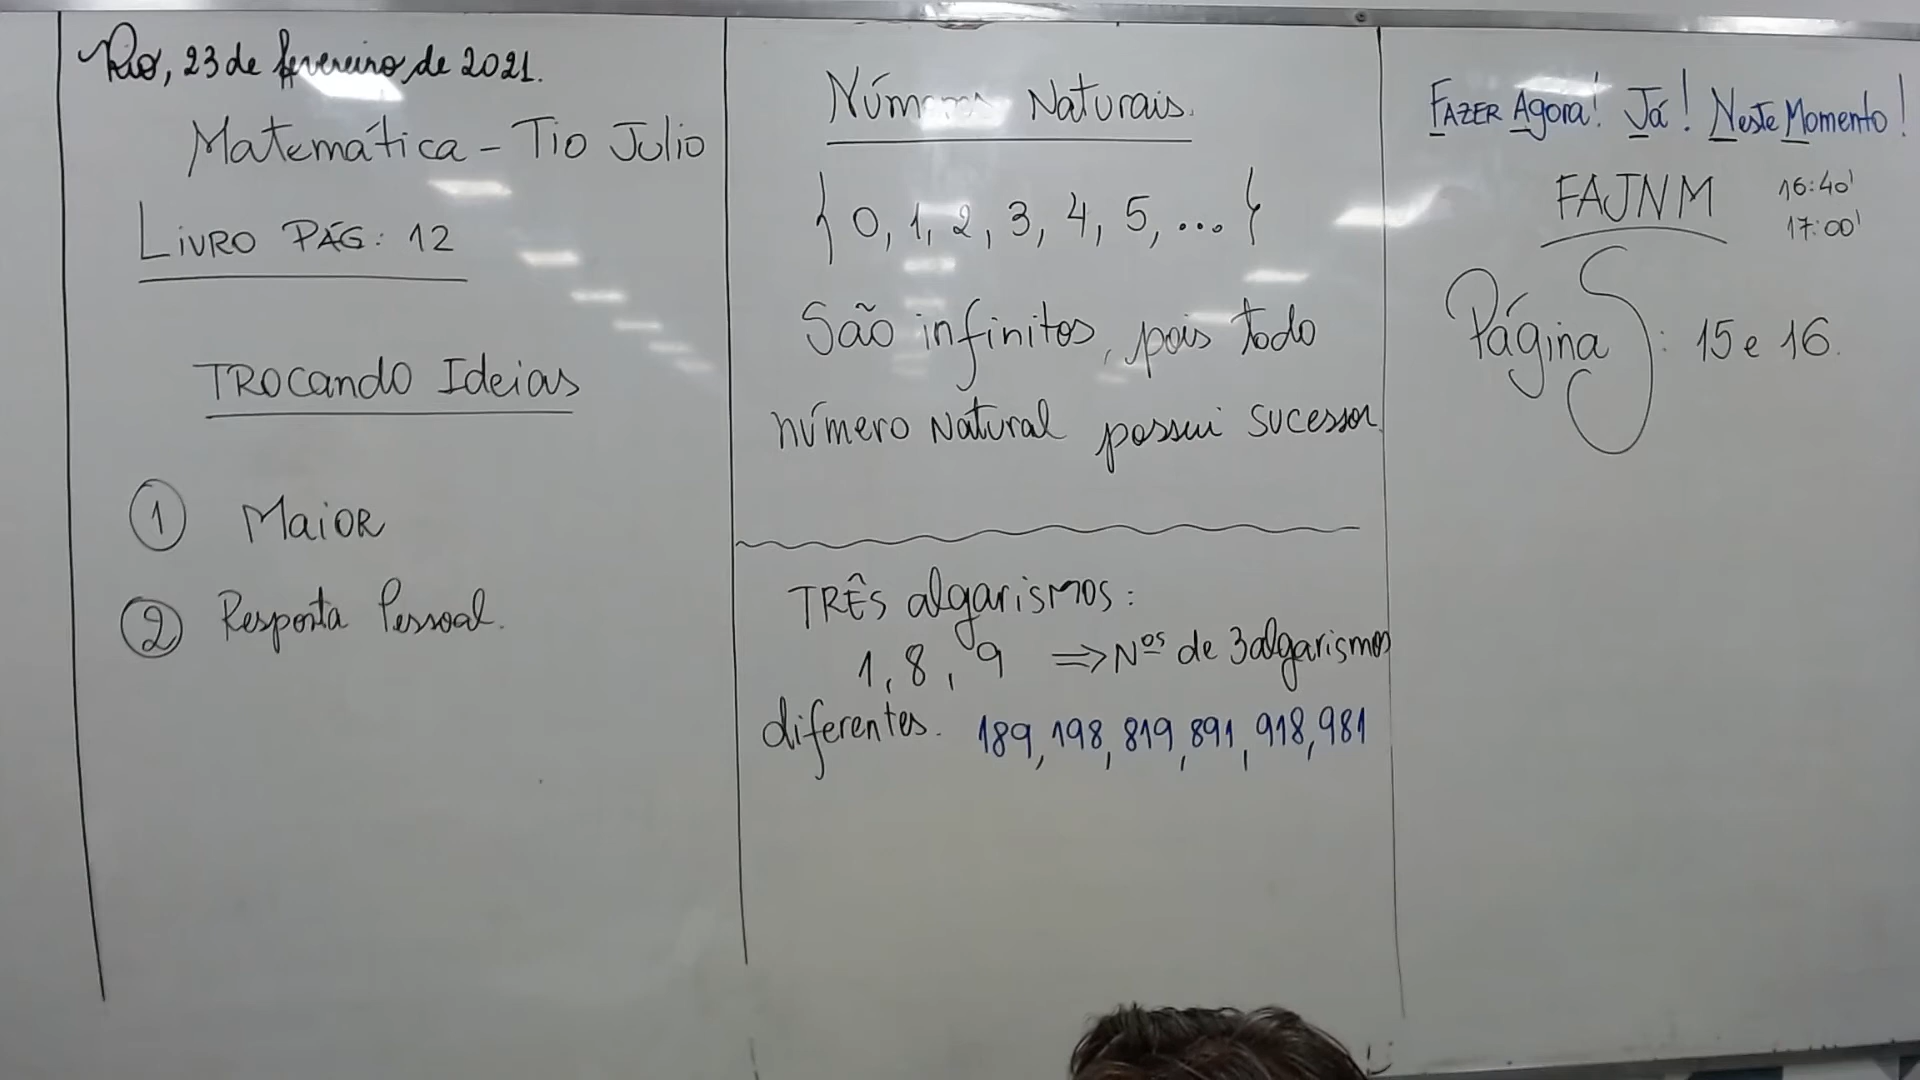 Rio, 23 de fevereiro de 2021.
Matemática - Tio Julio
Livro Pág: 12
Trocando Ideias
① Maior
② Resposta Pessoal.
Números Naturais.
{0, 1, 2, 3, 4, 5, ...}
São infinitos, pois todo
número natural possui sucessor.
Três algarismos:
1, 8, 9 ⇒ Nºs de 3 algarismos
diferentes. 189, 198, 819, 891, 918, 981
Fazer Agora! Já! Neste Momento!
FAJNM 16:40'
17:00'
PáginaS: 15 e 16.